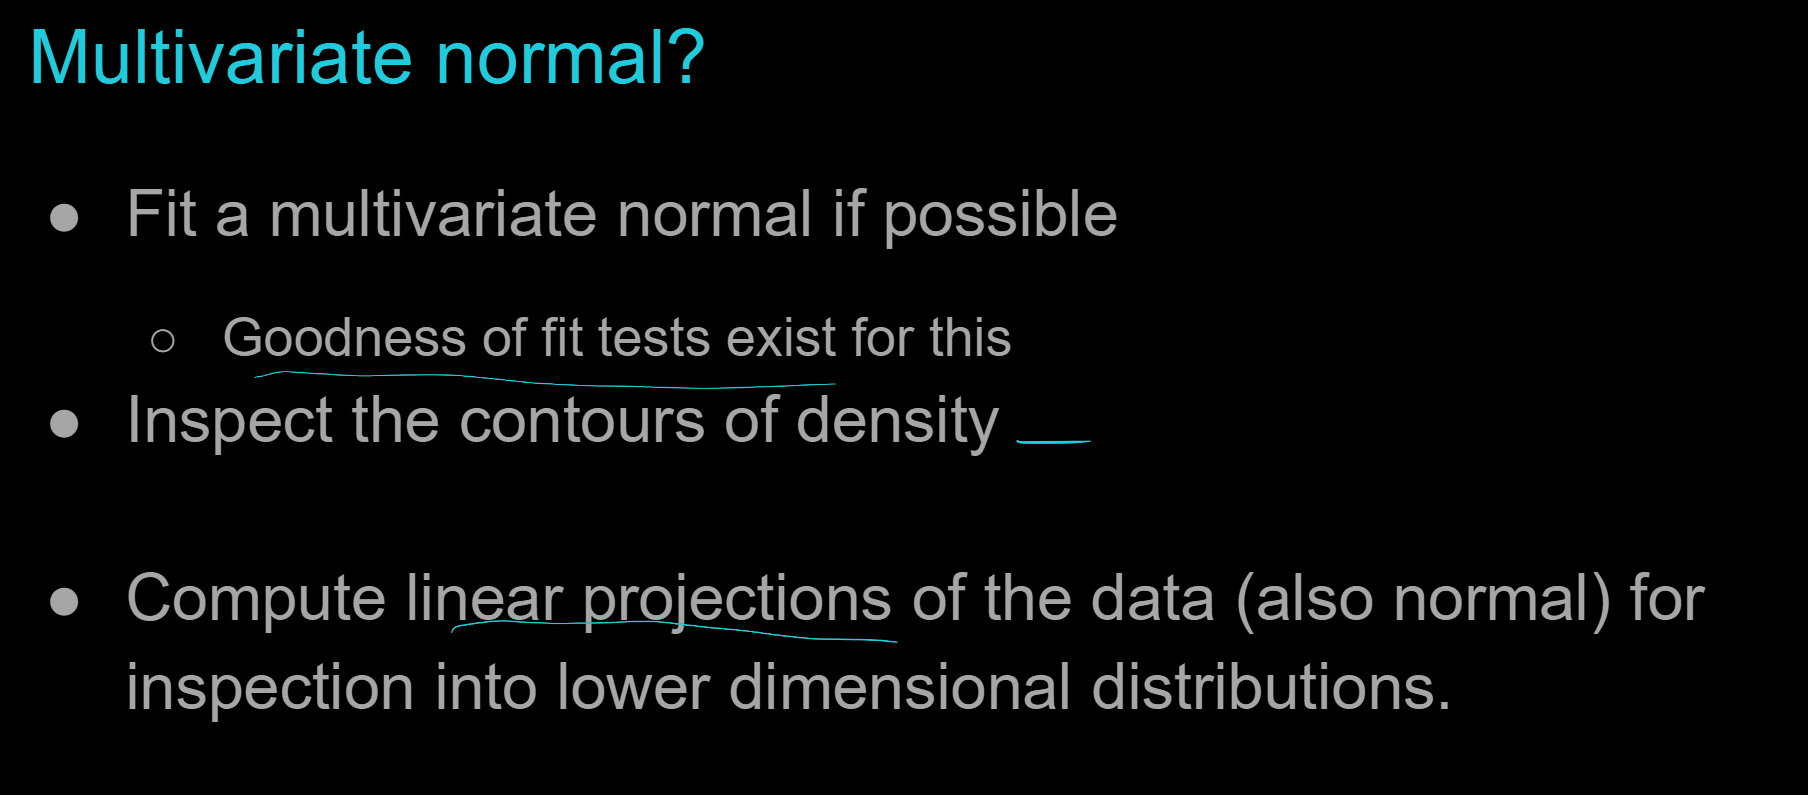 Multivariate normal?
● Fit a multivariate normal if possible
○ Goodness of fit tests exist for this
● Inspect the contours of density
● Compute linear projections of the data (also normal) for
inspection into lower dimensional distributions.